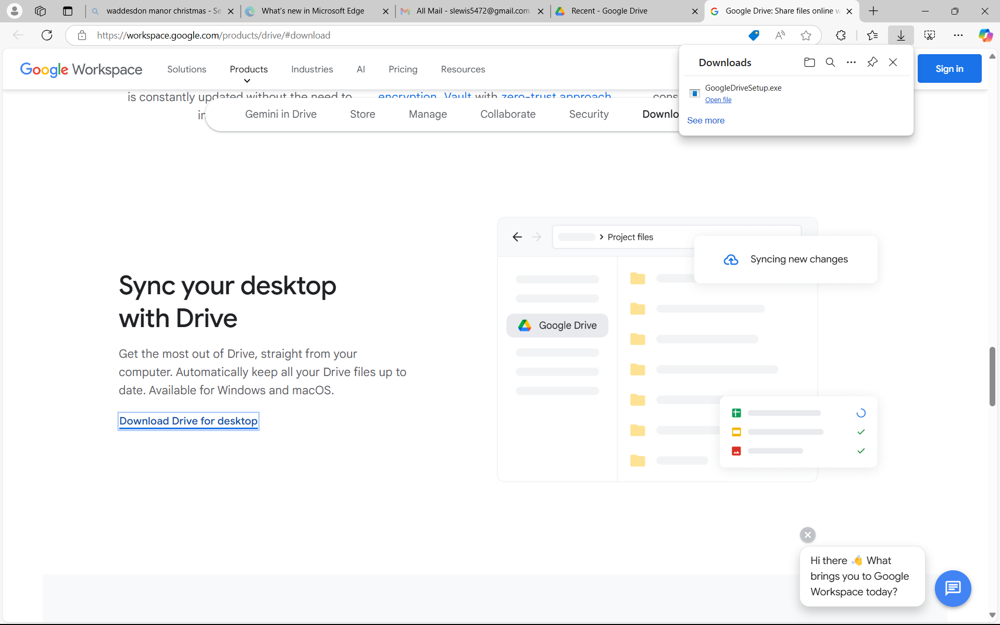 waddesdon manor christmas - Se
What's new in Microsoft Edge
All Mail - slewis5472@gmail.com
Recent - Google Drive
Google Drive: Share files online w
https://workspace.google.com/products/drive/#download
Google Workspace
Solutions
Products
Industries
AI
Pricing
Resources
Sign in
Downloads
GoogleDriveSetup.exe
Open file
See more
is constantly updated without the need to
encryption, Vault with zero-trust approach
cons
in
Gemini in Drive
Store
Manage
Collaborate
Security
Downlo
Sync your desktop
with Drive
Get the most out of Drive, straight from your
computer. Automatically keep all your Drive files up to
date. Available for Windows and macOS.
Download Drive for desktop
Project files
Syncing new changes
Google Drive
Hi there 👋 What
brings you to Google
Workspace today?